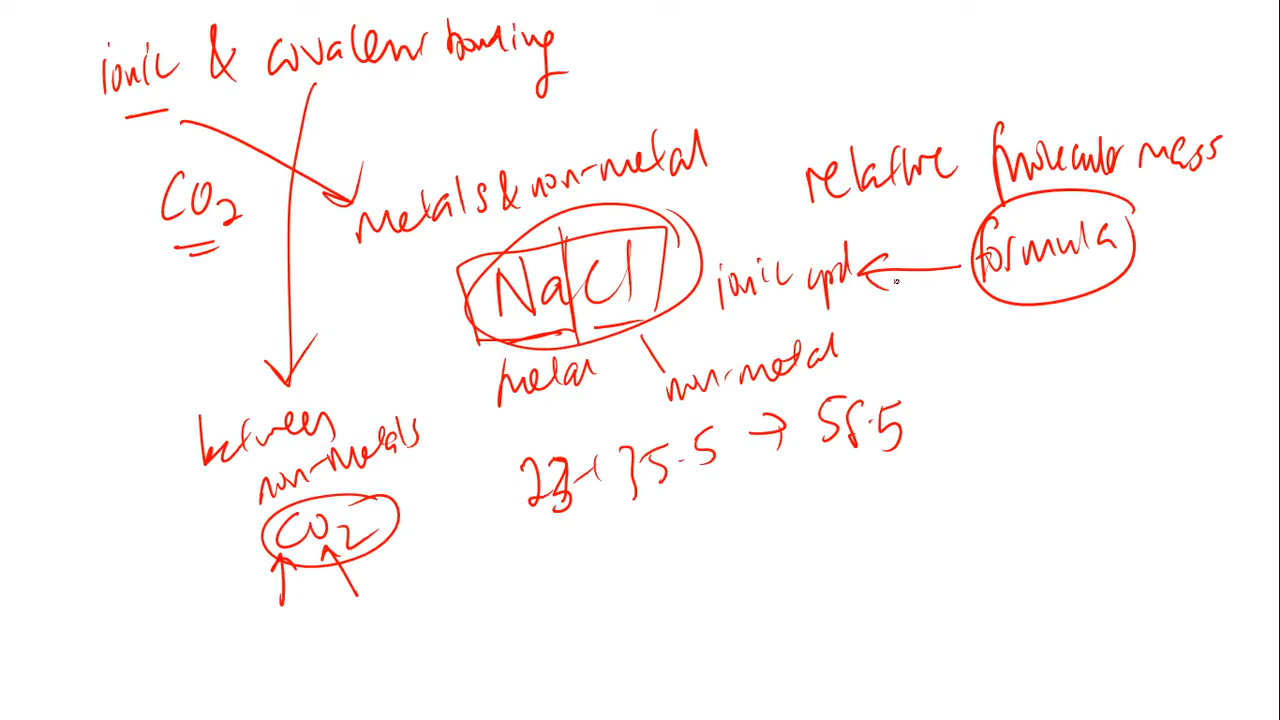 ionic & covalent bonding
CO2
metals & non-metal
relative molecular mass
formula
NaCl
ionic cpd
metal
non-metal
between
non-metals
23 + 35.5 → 58.5
CO2